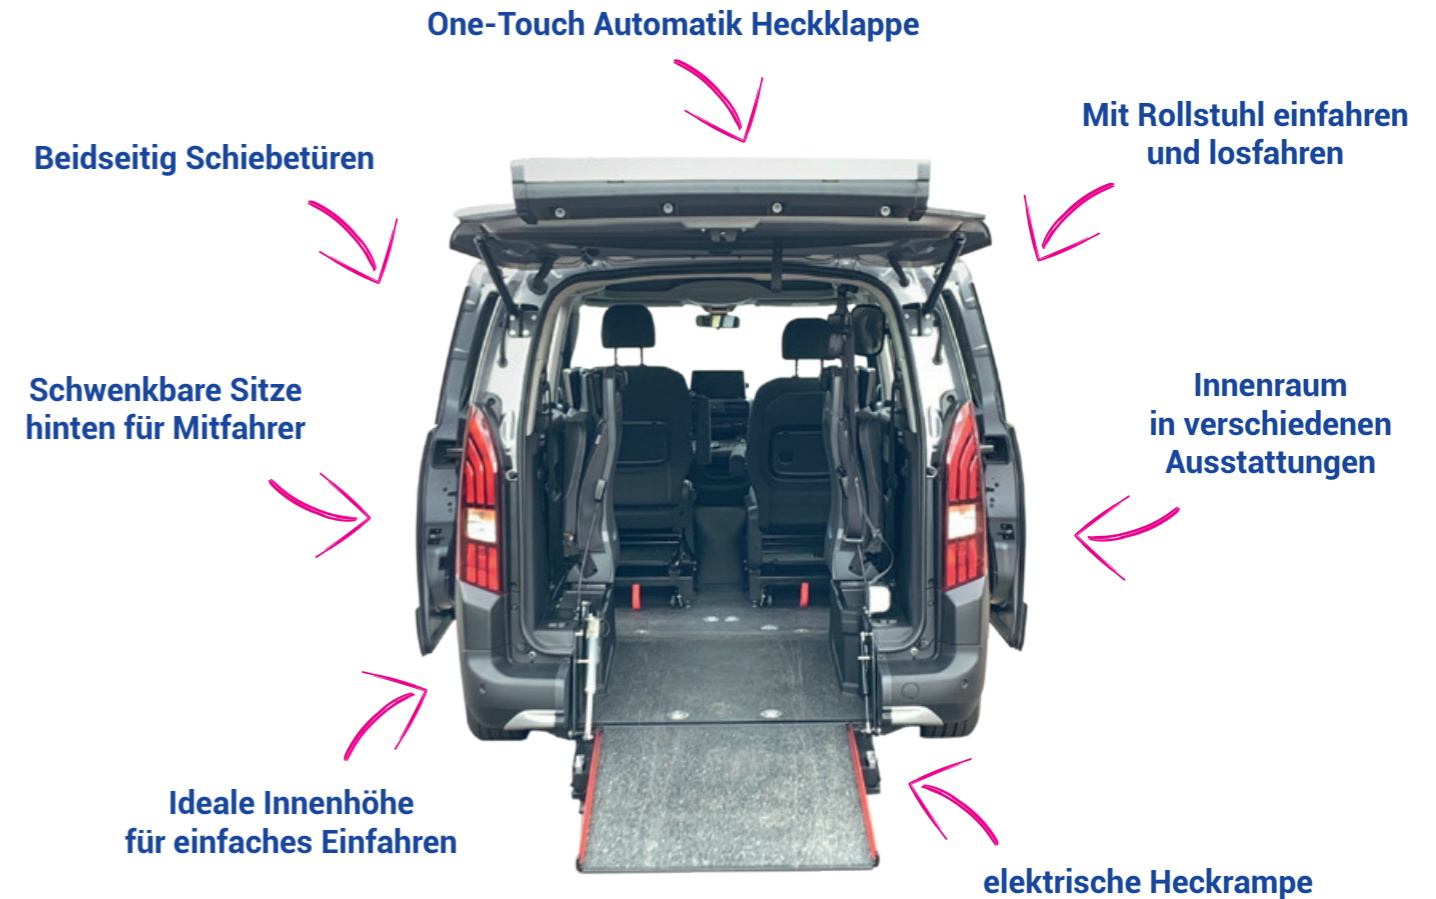 One-Touch Automatik Heckklappe
Beidseitig Schiebetüren
Mit Rollstuhl einfahren
und losfahren
Schwenkbare Sitze
hinten für Mitfahrer
Innenraum
in verschiedenen
Ausstattungen
Ideale Innenhöhe
für einfaches Einfahren
elektrische Heckrampe